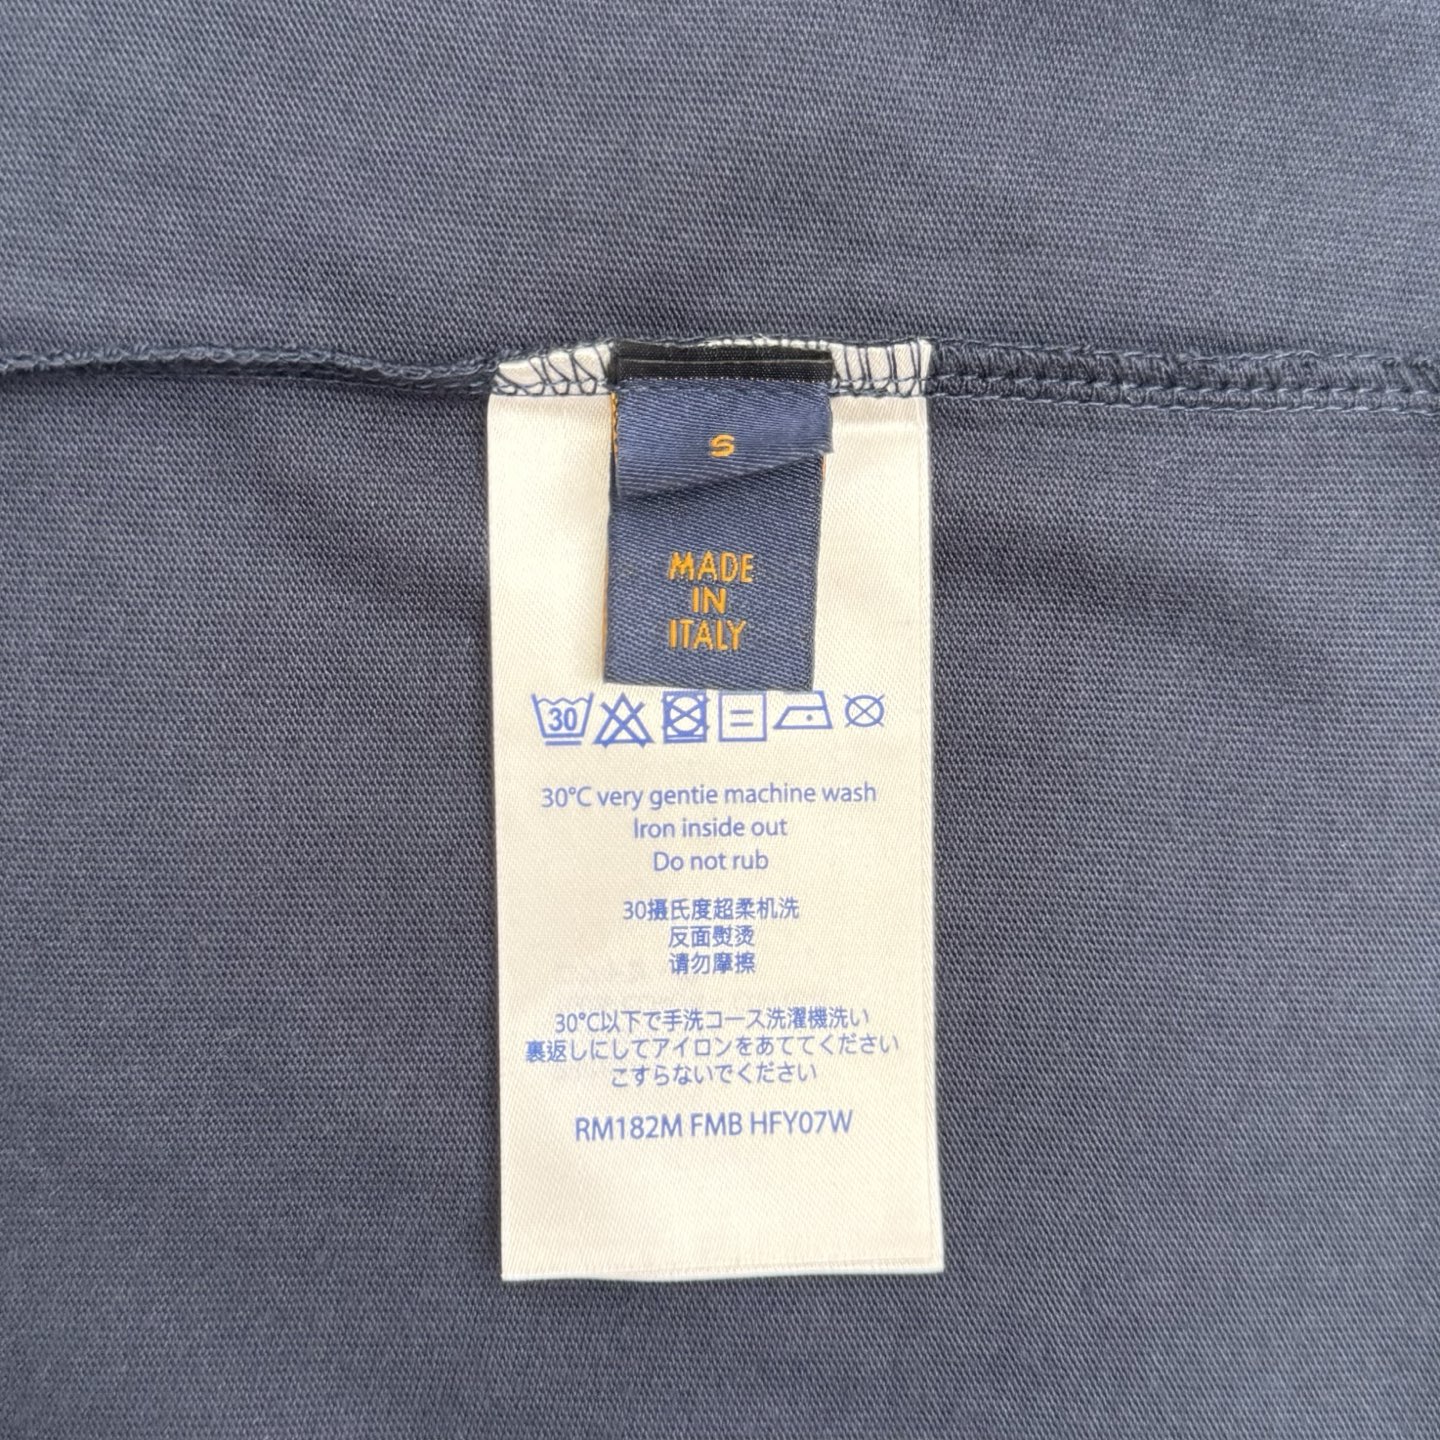 S
MADE
IN
ITALY
30
30°C very gentie machine wash
Iron inside out
Do not rub
30摄氏度超柔机洗
反面熨烫
请勿摩擦
30°C以下で手洗コース洗濯機洗い
裏返しにしてアイロンをあててください
こすらないでください
RM182M FMB HFY07W